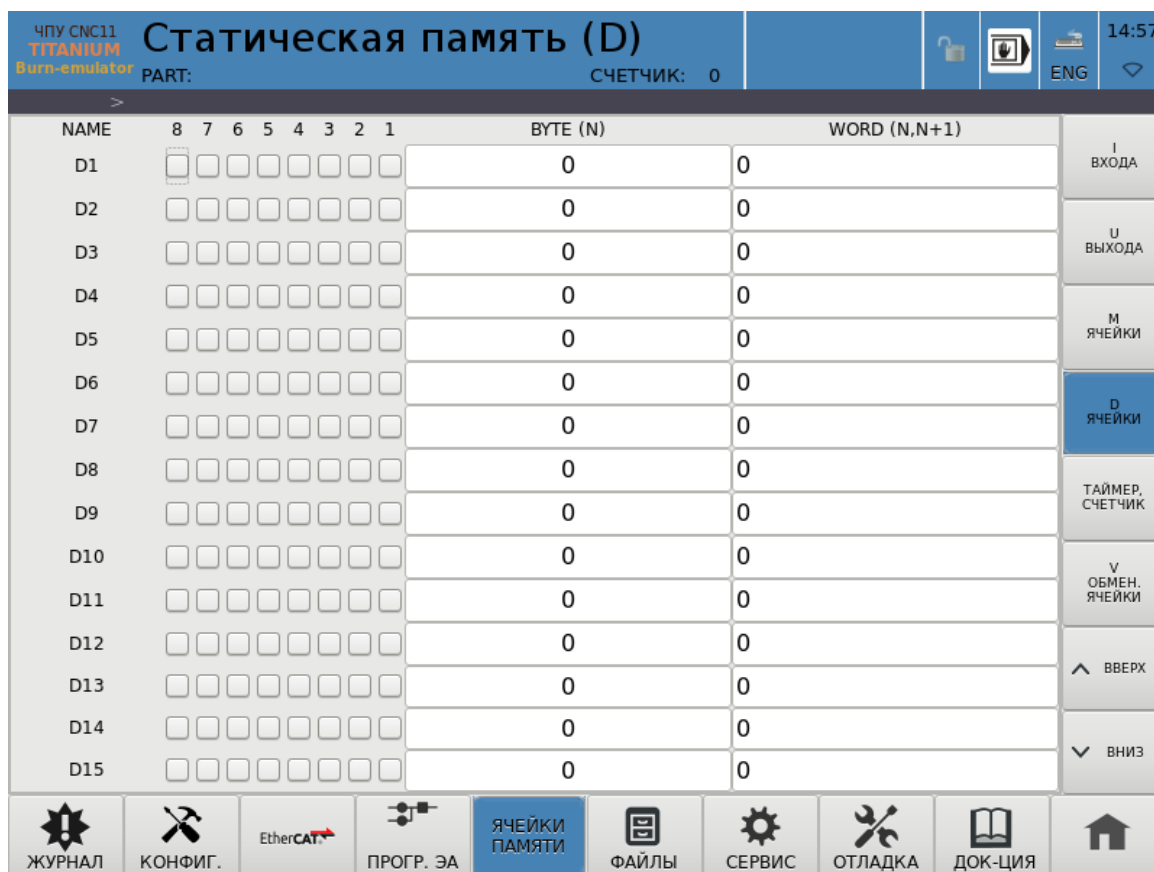 ЧПУ CNC11
TITANIUM
Burn-emulator
Статическая память (D)
PART:
СЧЕТЧИК: 0
ENG
14:57
>
NAME 8 7 6 5 4 3 2 1 BYTE (N) WORD (N,N+1)
D1 0 0
D2 0 0
D3 0 0
D4 0 0
D5 0 0
D6 0 0
D7 0 0
D8 0 0
D9 0 0
D10 0 0
D11 0 0
D12 0 0
D13 0 0
D14 0 0
D15 0 0
I
ВХОДА
U
ВЫХОДА
M
ЯЧЕЙКИ
D
ЯЧЕЙКИ
ТАЙМЕР,
СЧЕТЧИК
V
ОБМЕН.
ЯЧЕЙКИ
ВВЕРХ
ВНИЗ
ЖУРНАЛ
КОНФИГ.
EtherCAT
ПРОГР. ЭА
ЯЧЕЙКИ
ПАМЯТИ
ФАЙЛЫ
СЕРВИС
ОТЛАДКА
ДОК-ЦИЯ